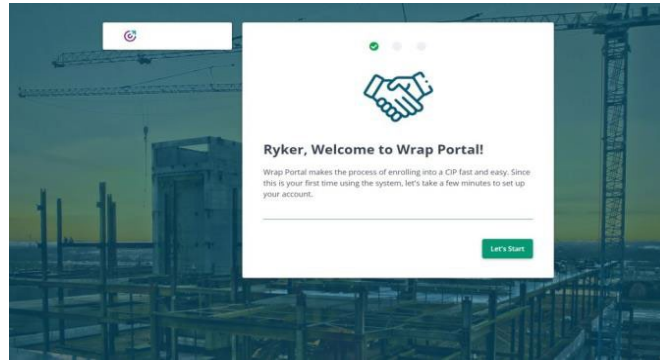 Ryker, Welcome to Wrap Portal!
Wrap Portal makes the process of enrolling into a CIP fast and easy. Since
this is your first time using the system, let's take a few minutes to set up
your account.
Let's Start